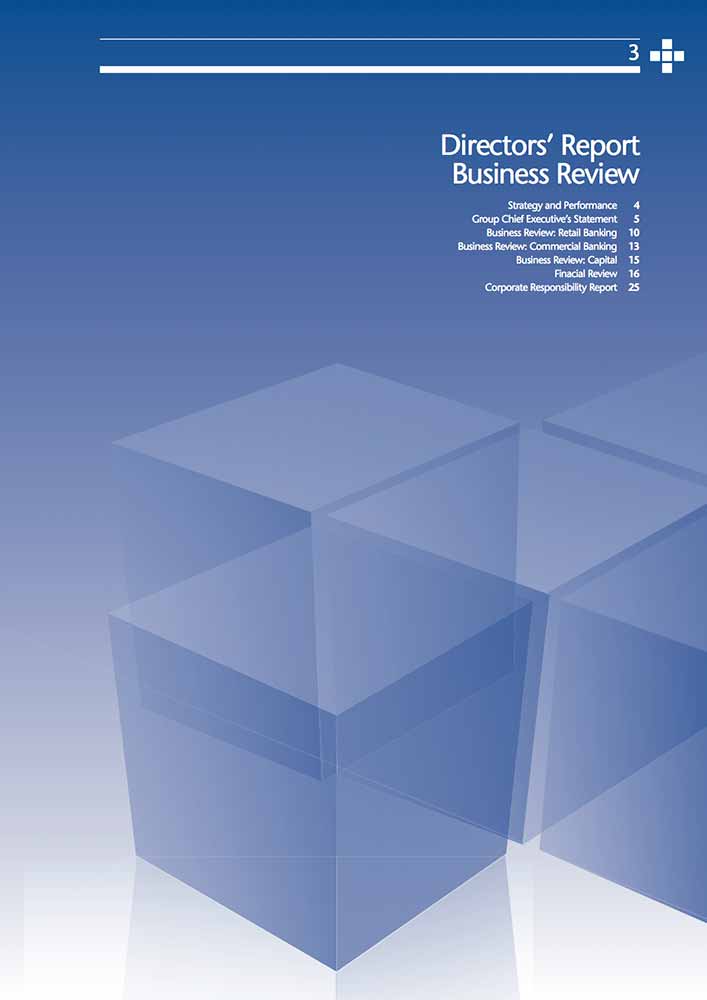 3
Directors’ Report
Business Review
Strategy and Performance 4
Group Chief Executive’s Statement 5
Business Review: Retail Banking 10
Business Review: Commercial Banking 13
Business Review: Capital 15
Finacial Review 16
Corporate Responsibility Report 25